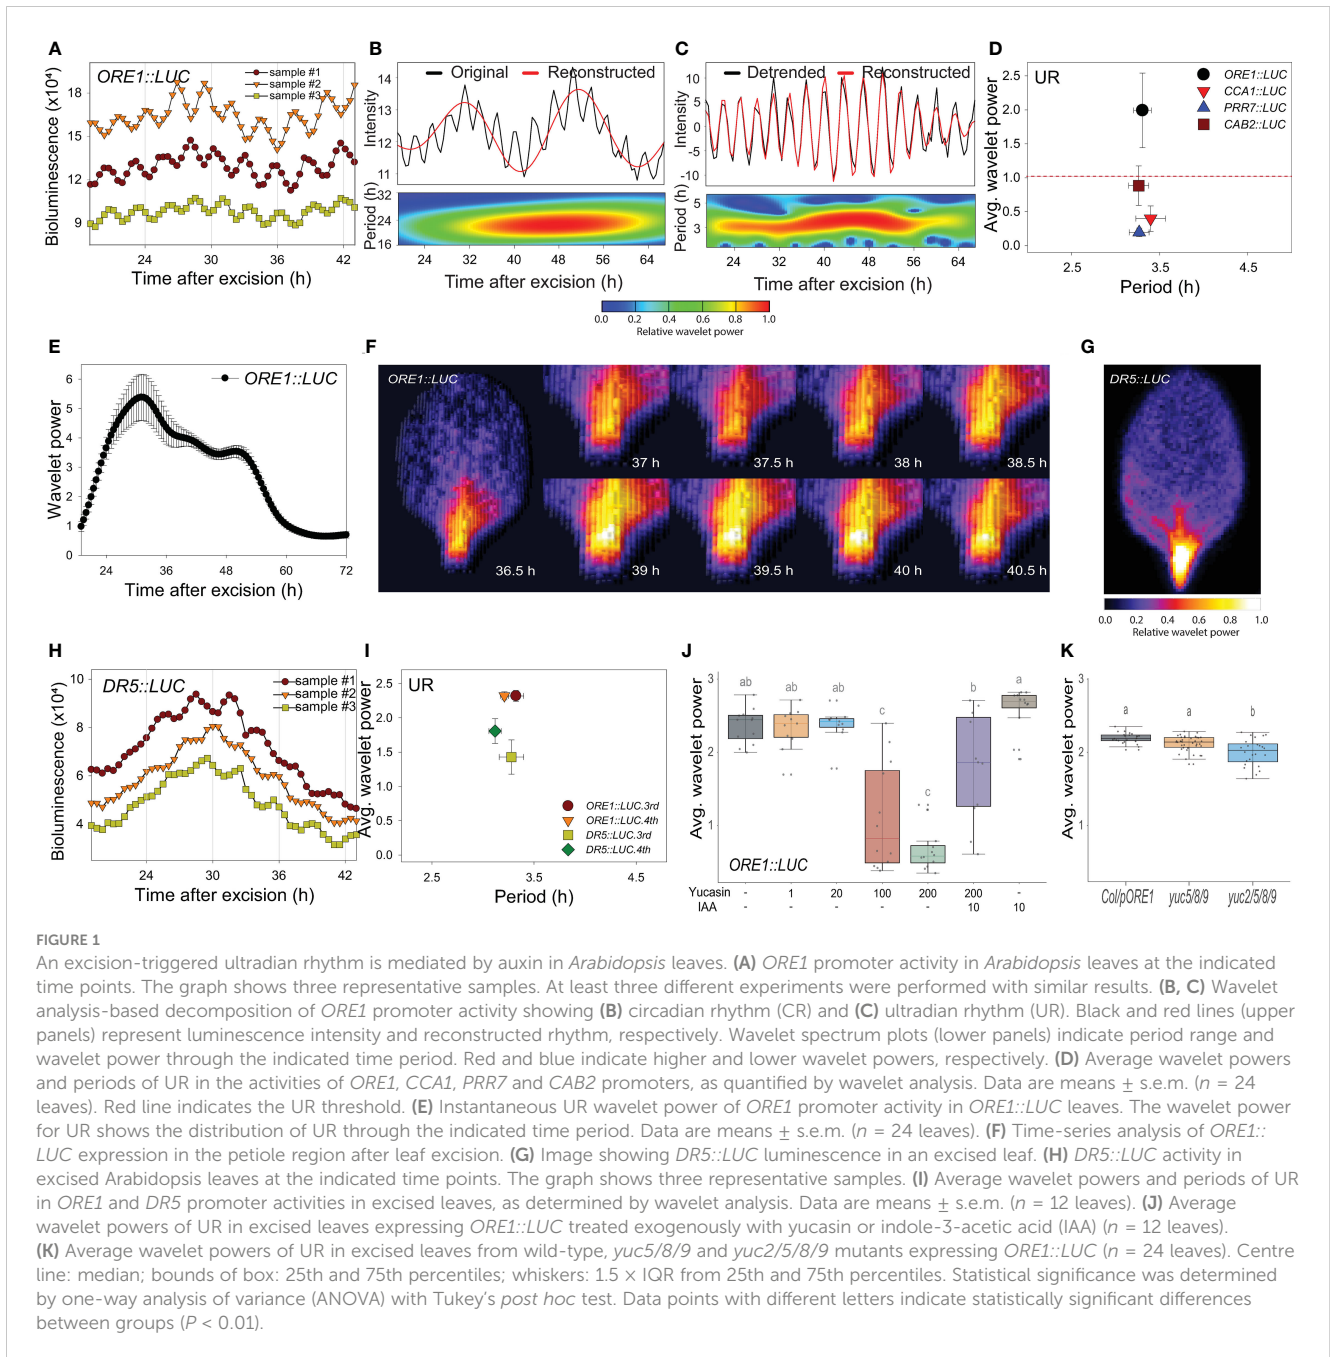 A
ORE1::LUC
sample #1
sample #2
sample #3
Bioluminescence (x10⁴)
18
15
12
9
24
30
36
42
Time after excision (h)
B
Original
Reconstructed
Intensity
14
13
12
11
Period (h)
32
24
16
24
32
40
48
56
64
Time after excision (h)
C
Detrended
Reconstructed
Intensity
10
5
0
-5
-10
Period (h)
5
3
24
32
40
48
56
64
Time after excision (h)
0.0 0.2 0.4 0.6 0.8 1.0
Relative wavelet power
D
UR
ORE1::LUC
CCA1::LUC
PRR7::LUC
CAB2::LUC
Avg. wavelet power
2.5
2.0
1.5
1.0
0.5
0.0
2.5
3.5
4.5
Period (h)
E
ORE1::LUC
Wavelet power
6
5
4
3
2
1
0
24
36
48
60
72
Time after excision (h)
F
ORE1::LUC
36.5 h
37 h
37.5 h
38 h
38.5 h
39 h
39.5 h
40 h
40.5 h
G
DR5::LUC
0.0 0.2 0.4 0.6 0.8 1.0
Relative wavelet power
H
DR5::LUC
sample #1
sample #2
sample #3
Bioluminescence (x10⁴)
10
8
6
4
24
30
36
42
Time after excision (h)
I
UR
Avg. wavelet power
2.5
2.0
1.5
1.0
0.5
0.0
ORE1::LUC.3rd
ORE1::LUC.4th
DR5::LUC.3rd
DR5::LUC.4th
2.5
3.5
4.5
Period (h)
J
Avg. wavelet power
3
2
1
ab
ab
ab
c
c
b
a
ORE1::LUC
Yucasin - 1 20 100 200 200 -
IAA - - - - - 10 10
K
Avg. wavelet power
3
2
1
a
a
b
Col/pORE1
yuc5/8/9
yuc2/5/8/9
FIGURE 1
An excision-triggered ultradian rhythm is mediated by auxin in Arabidopsis leaves. (A) ORE1 promoter activity in Arabidopsis leaves at the indicated
time points. The graph shows three representative samples. At least three different experiments were performed with similar results. (B, C) Wavelet
analysis-based decomposition of ORE1 promoter activity showing (B) circadian rhythm (CR) and (C) ultradian rhythm (UR). Black and red lines (upper
panels) represent luminescence intensity and reconstructed rhythm, respectively. Wavelet spectrum plots (lower panels) indicate period range and
wavelet power through the indicated time period. Red and blue indicate higher and lower wavelet powers, respectively. (D) Average wavelet powers
and periods of UR in the activities of ORE1, CCA1, PRR7 and CAB2 promoters, as quantified by wavelet analysis. Data are means ± s.e.m. (n = 24
leaves). Red line indicates the UR threshold. (E) Instantaneous UR wavelet power of ORE1 promoter activity in ORE1::LUC leaves. The wavelet power
for UR shows the distribution of UR through the indicated time period. Data are means ± s.e.m. (n = 24 leaves). (F) Time-series analysis of ORE1::
LUC expression in the petiole region after leaf excision. (G) Image showing DR5::LUC luminescence in an excised leaf. (H) DR5::LUC activity in
excised Arabidopsis leaves at the indicated time points. The graph shows three representative samples. (I) Average wavelet powers and periods of UR
in ORE1 and DR5 promoter activities in excised leaves, as determined by wavelet analysis. Data are means ± s.e.m. (n = 12 leaves). (J) Average
wavelet powers of UR in excised leaves expressing ORE1::LUC treated exogenously with yucasin or indole-3-acetic acid (IAA) (n = 12 leaves).
(K) Average wavelet powers of UR in excised leaves from wild-type, yuc5/8/9 and yuc2/5/8/9 mutants expressing ORE1::LUC (n = 24 leaves). Centre
line: median; bounds of box: 25th and 75th percentiles; whiskers: 1.5 × IQR from 25th and 75th percentiles. Statistical significance was determined
by one-way analysis of variance (ANOVA) with Tukey's post hoc test. Data points with different letters indicate statistically significant differences
between groups (P < 0.01).